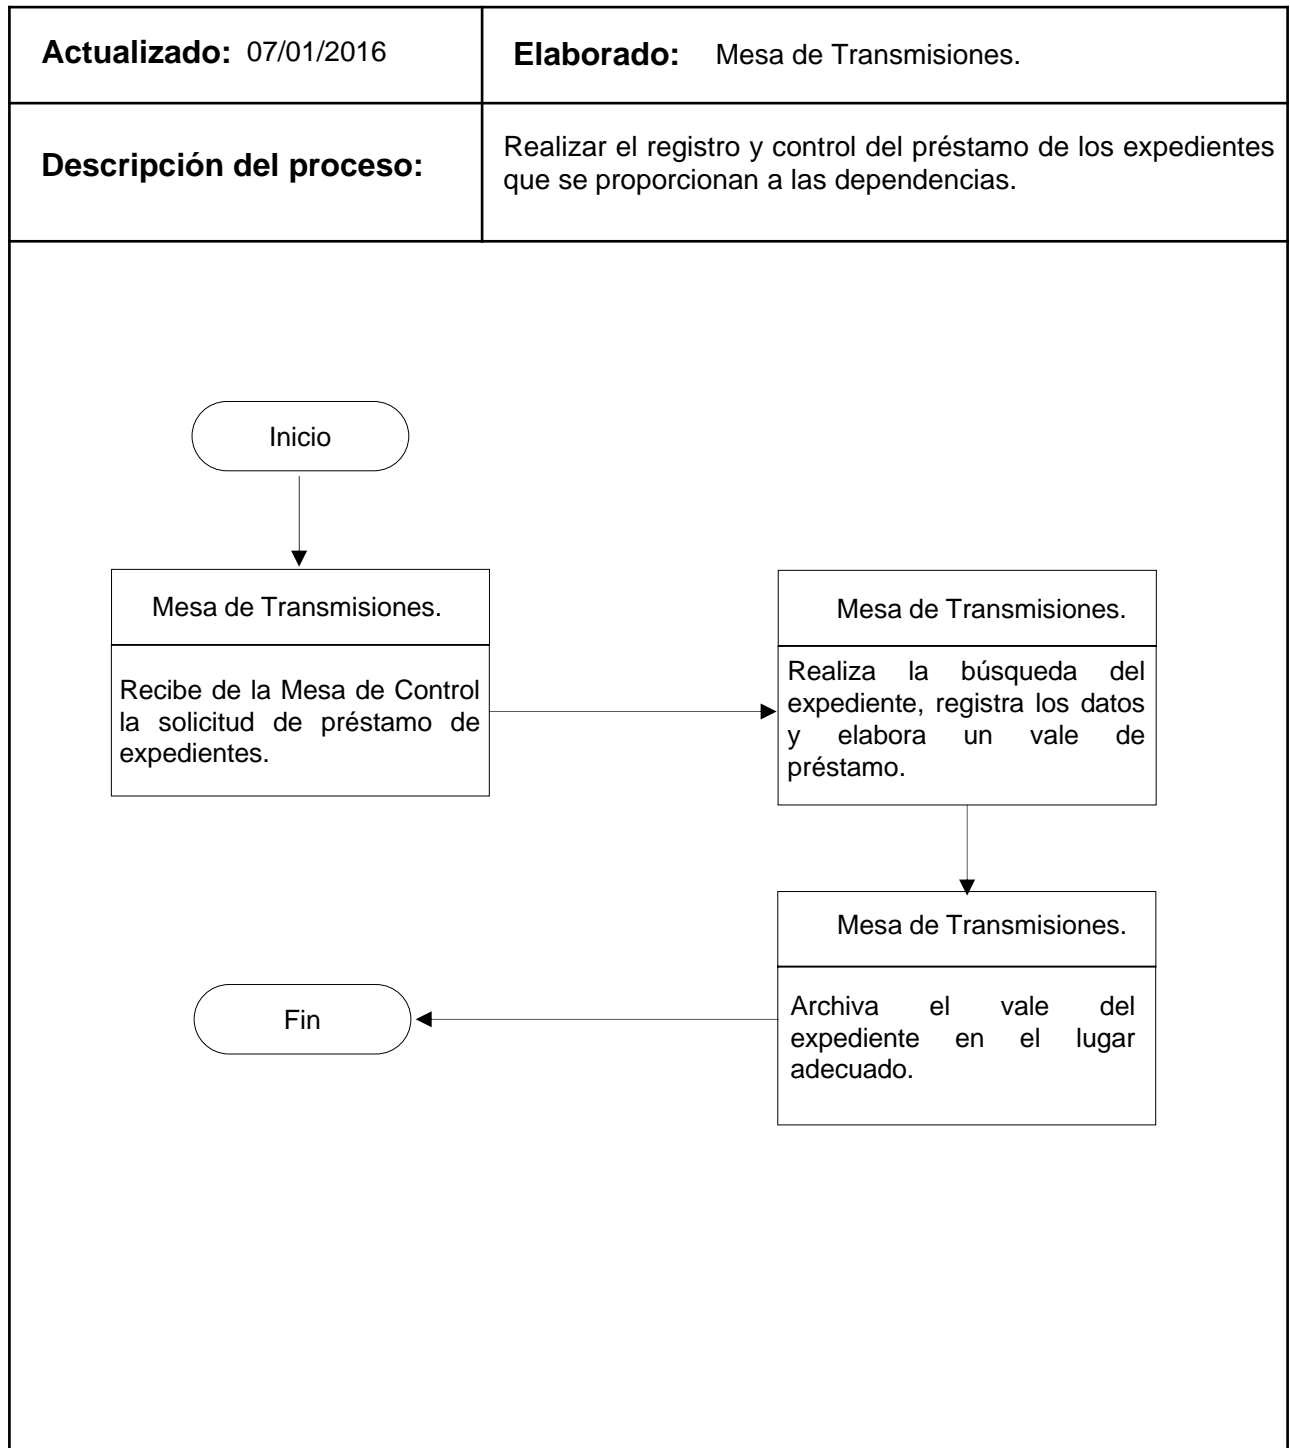 Actualizado: 07/01/2016
Elaborado: Mesa de Transmisiones.
Descripción del proceso:
Realizar el registro y control del préstamo de los expedientes
que se proporcionan a las dependencias.
Inicio
Mesa de Transmisiones.
Recibe de la Mesa de Control
la solicitud de préstamo de
expedientes.
Mesa de Transmisiones.
Realiza la búsqueda del
expediente, registra los datos
y elabora un vale de
préstamo.
Mesa de Transmisiones.
Archiva el vale del
expediente en el lugar
adecuado.
Fin